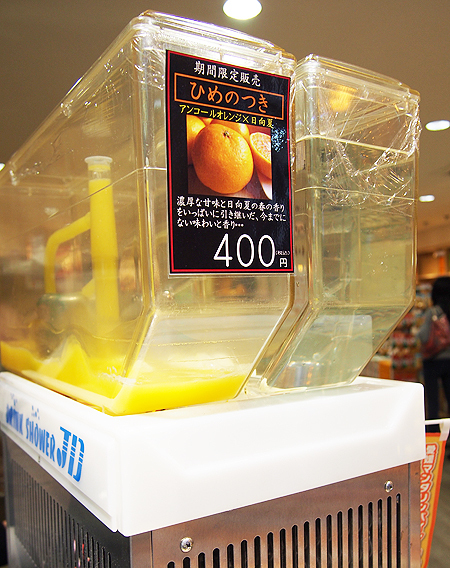 期間限定販売
ひめのつき
アンコールオレンジ×日向夏
濃厚な甘味と日向夏の春の香り
をいっぱいに引き継いだ、今までに
ない味わいと香り…
400円
SHOWER JD